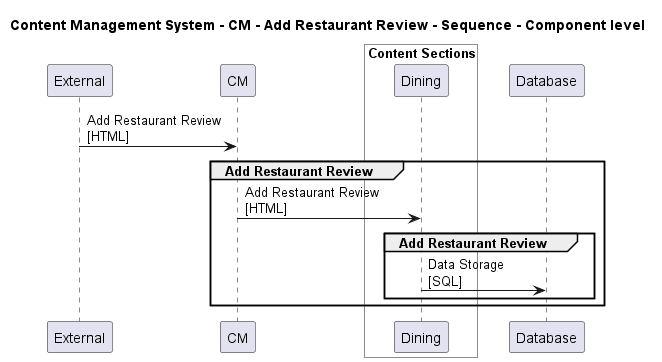 Content Management System - CM - Add Restaurant Review - Sequence - Component level
Content Sections
External
CM
Dining
Database
Add Restaurant Review
[HTML]
Add Restaurant Review
Add Restaurant Review
[HTML]
Add Restaurant Review
Data Storage
[SQL]
External
CM
Dining
Database